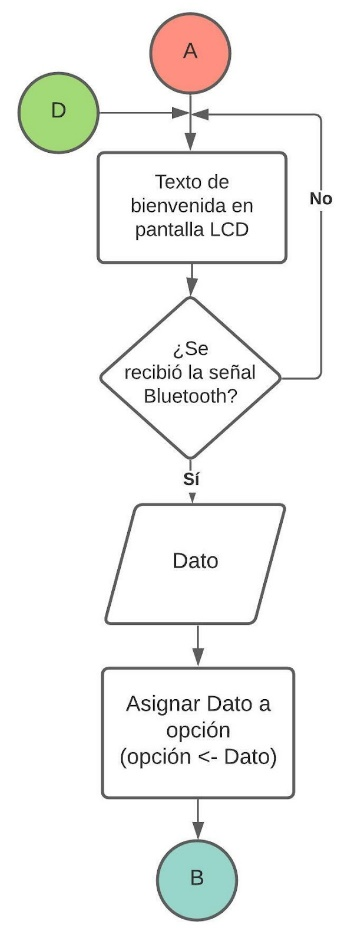 A
D
Texto de
bienvenida en
pantalla LCD
No
¿Se
recibió la señal
Bluetooth?
Sí
Dato
Asignar Dato a
opción
(opción <- Dato)
B